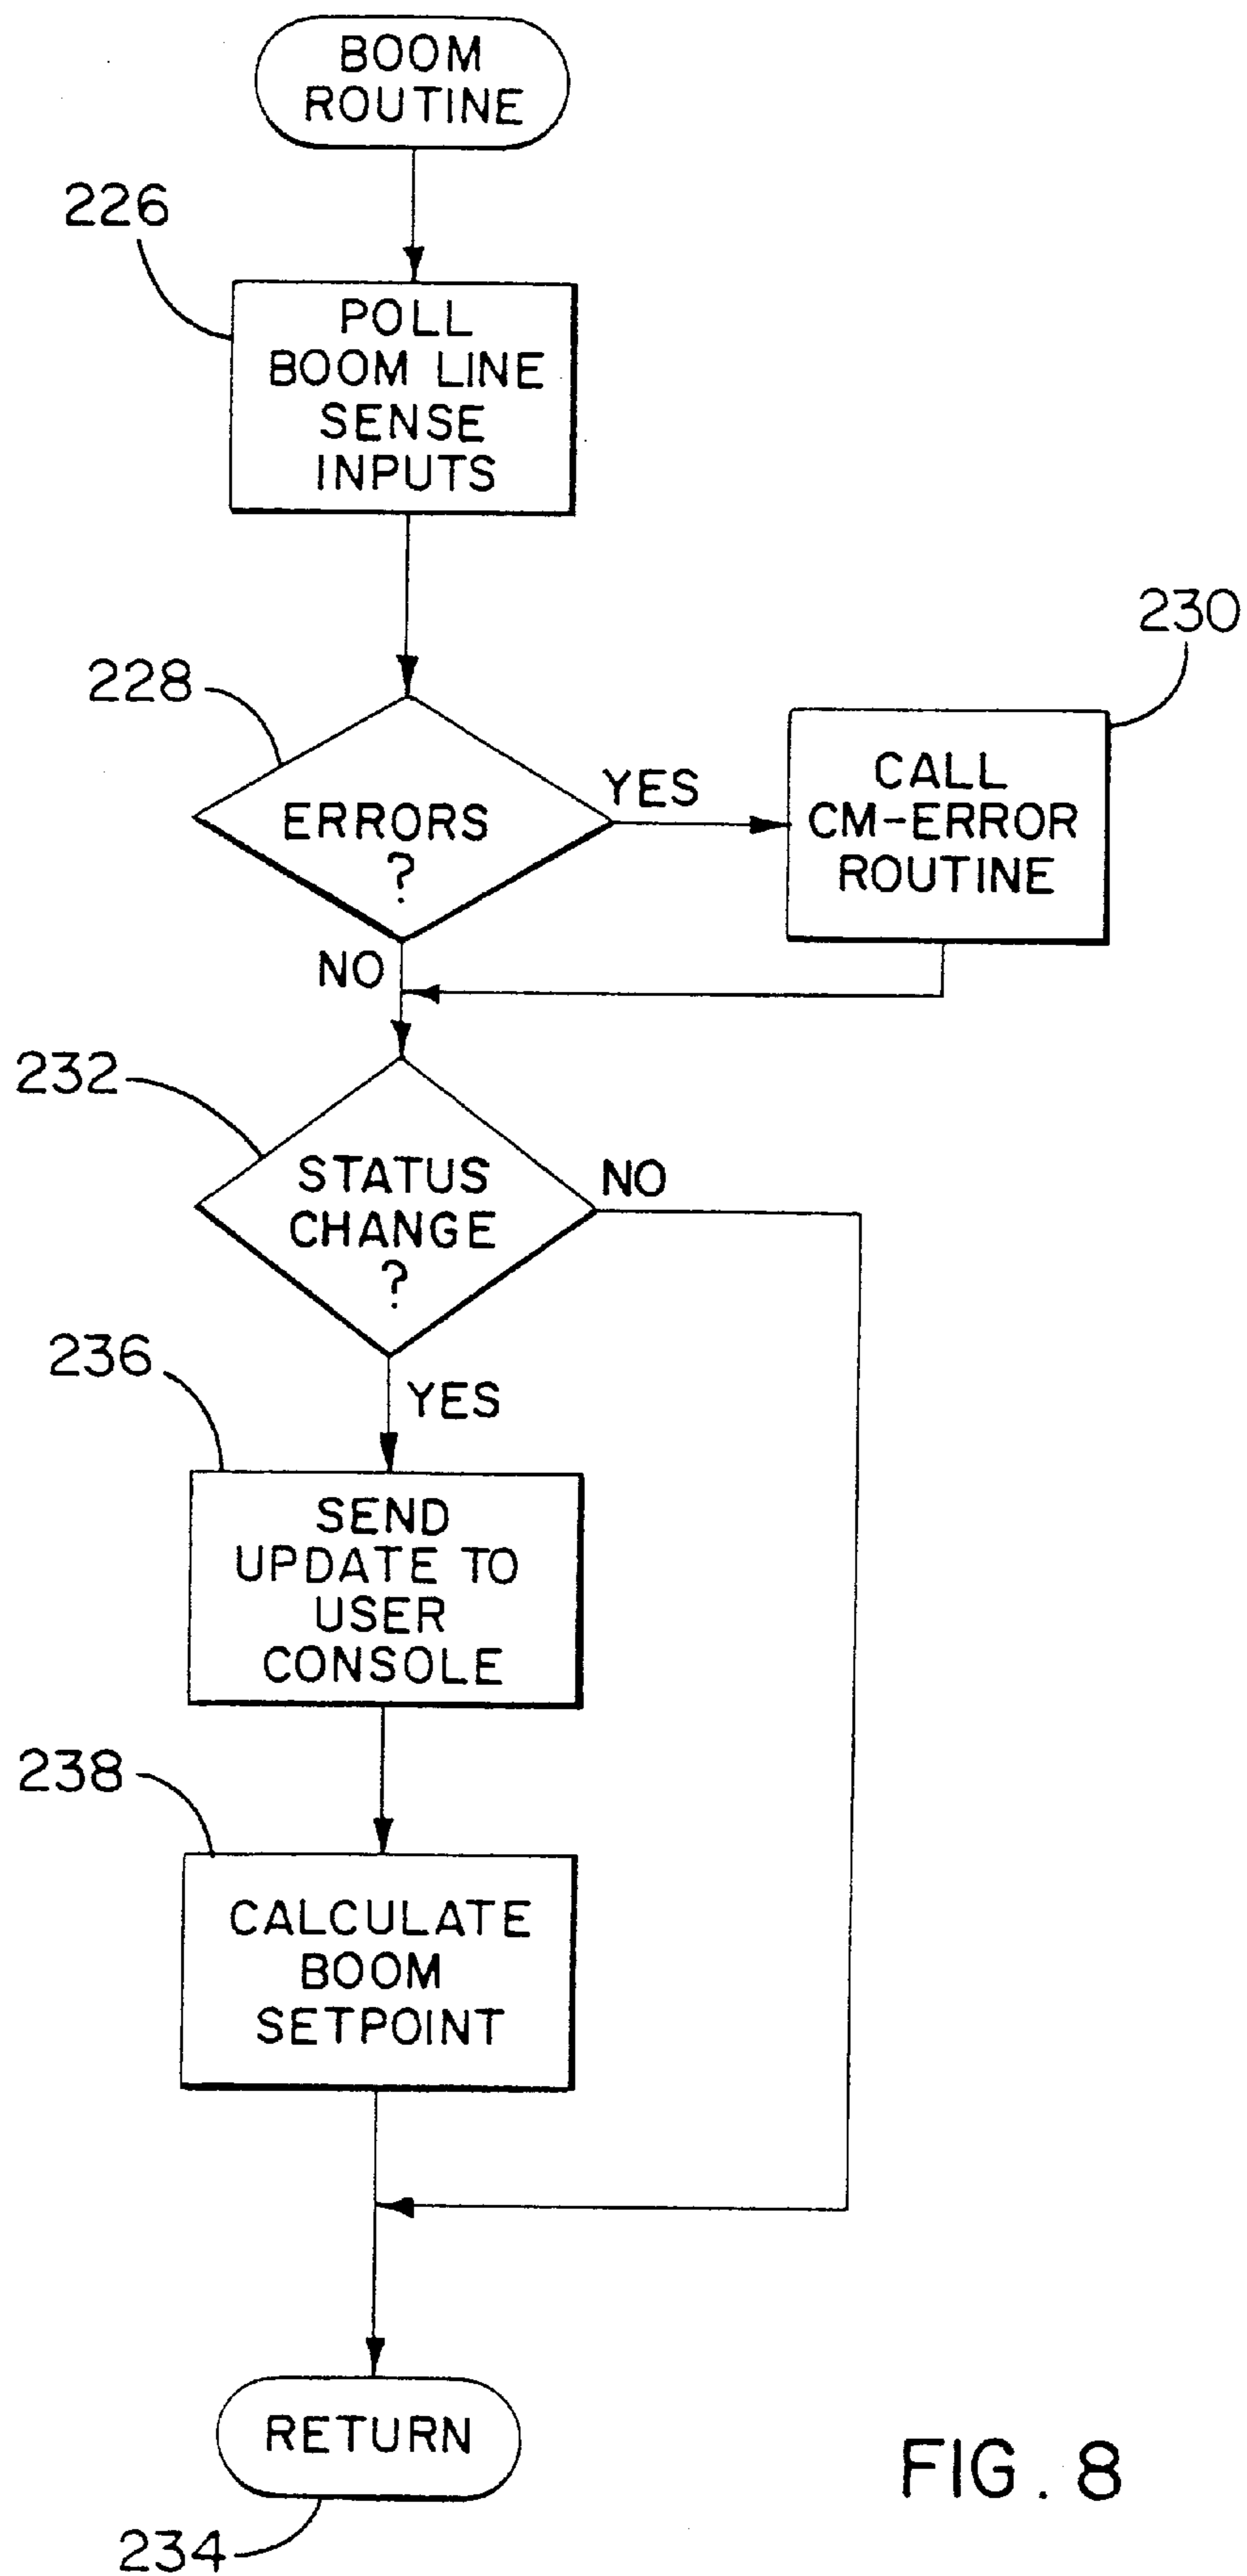 BOOM
ROUTINE
226
POLL
BOOM LINE
SENSE
INPUTS
228
ERRORS
?
YES
230
CALL
CM-ERROR
ROUTINE
NO
232
STATUS
CHANGE
?
NO
YES
236
SEND
UPDATE TO
USER
CONSOLE
238
CALCULATE
BOOM
SETPOINT
RETURN
234
FIG. 8